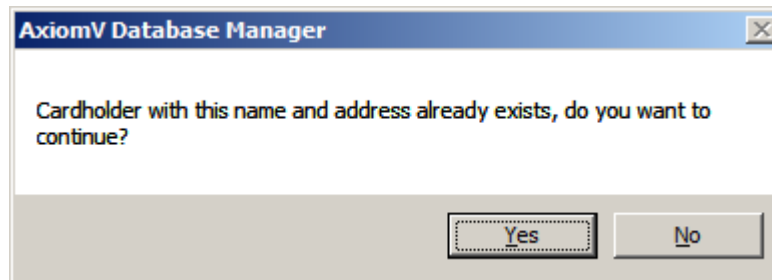 AxiomV Database Manager
Cardholder with this name and address already exists, do you want to
continue?
Yes No